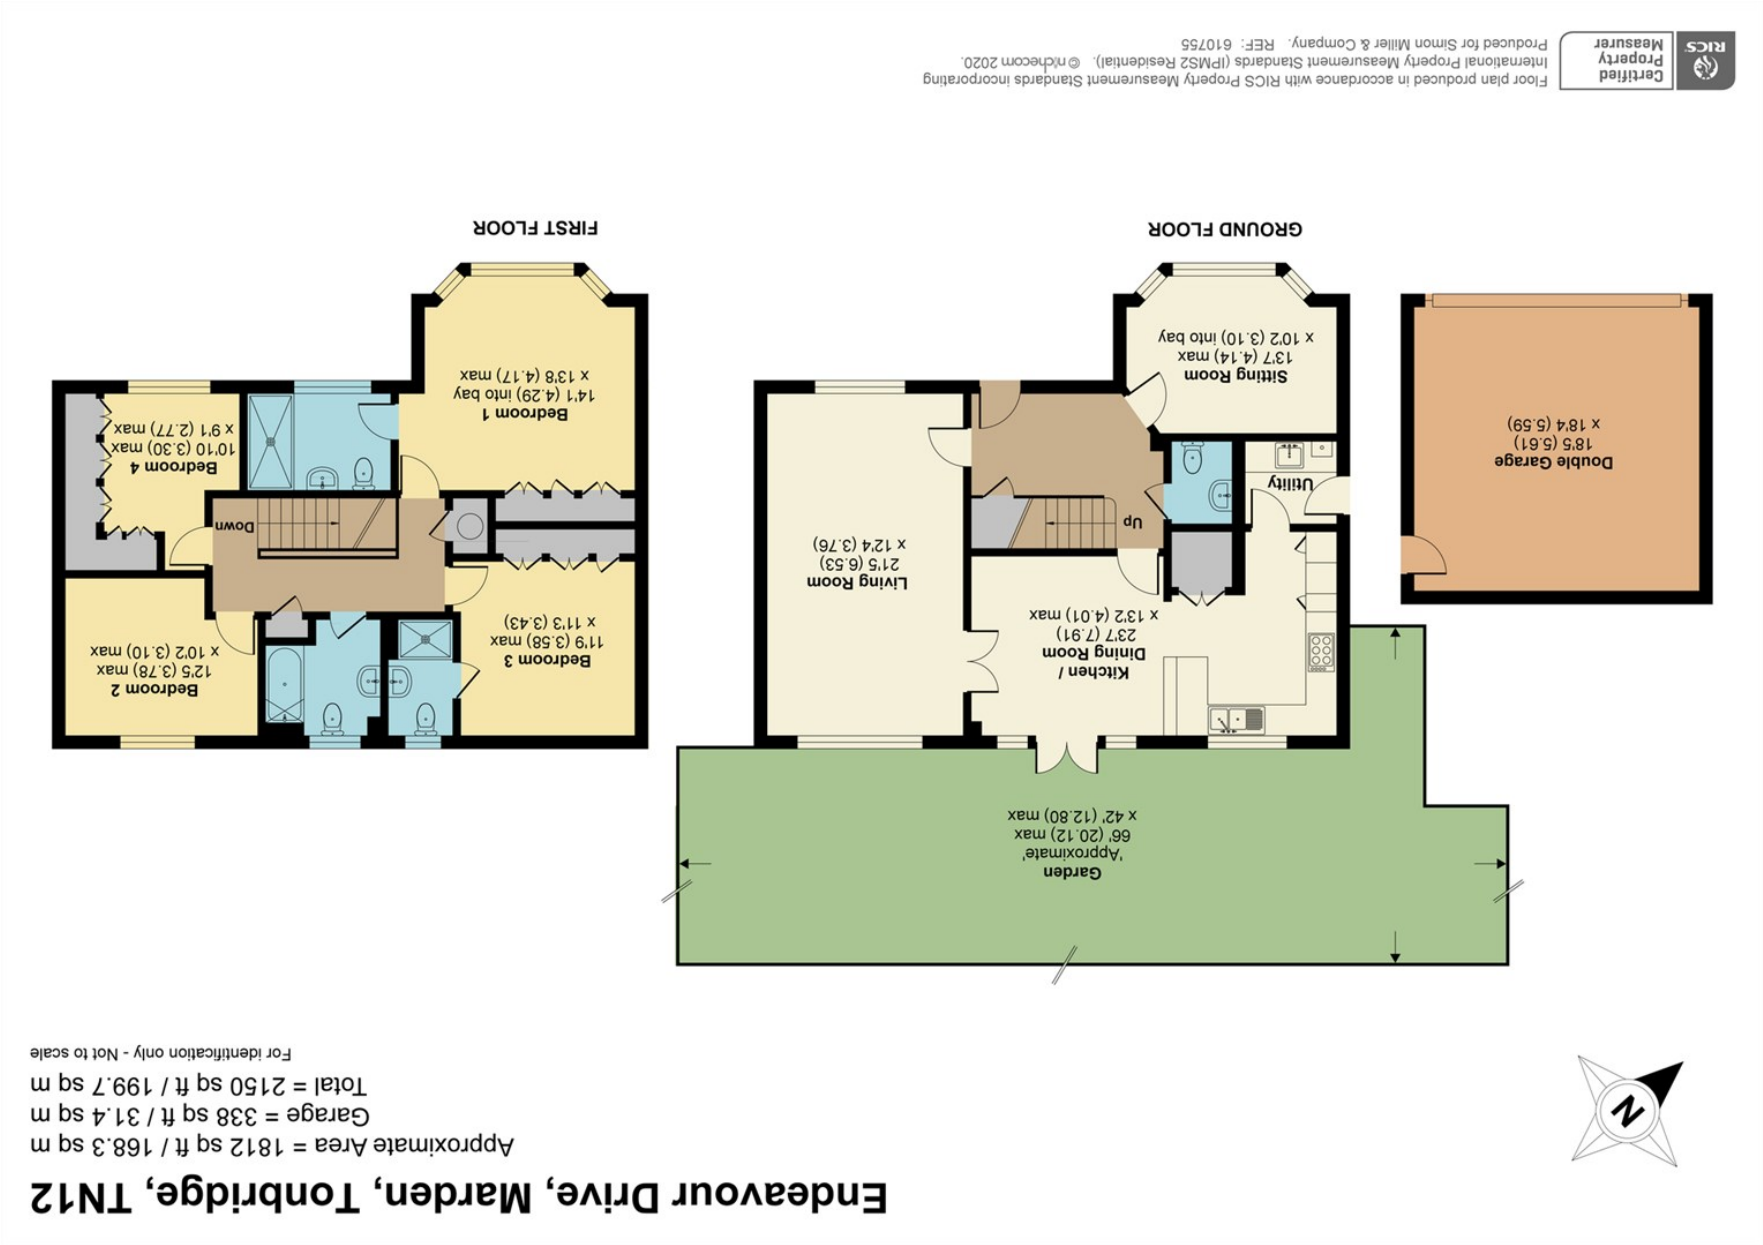 Endeavour Drive, Marden, Tonbridge, TN12
Approximate Area = 1812 sq ft / 168.3 sq m
Garage = 338 sq ft / 31.4 sq m
Total = 2150 sq ft / 199.7 sq m
For identification only - Not to scale
N
Garden
'Approximate'
66' (20.12) max
x 42' (12.80) max
Kitchen /
Dining Room
23'7 (7.91)
x 13'2 (4.01) max
Living Room
21'5 (6.53)
x 12'4 (3.76)
Up
Utility
Sitting Room
13'7 (4.14) max
x 10'2 (3.10) into bay
Double Garage
18'5 (5.61)
x 18'4 (5.59)
GROUND FLOOR
Bedroom 3
11'9 (3.58) max
x 11'3 (3.43)
Bedroom 2
12'5 (3.78) max
x 10'2 (3.10) max
Down
Bedroom 1
14'1 (4.29) into bay
x 13'8 (4.17) max
Bedroom 4
10'10 (3.30) max
x 9'1 (2.77) max
FIRST FLOOR
RICS
Certified
Property
Measurer
Floor plan produced in accordance with RICS Property Measurement Standards incorporating
International Property Measurement Standards (IPMS2 Residential). ©nichecom 2020.
Produced for Simon Miller & Company. REF: 610755